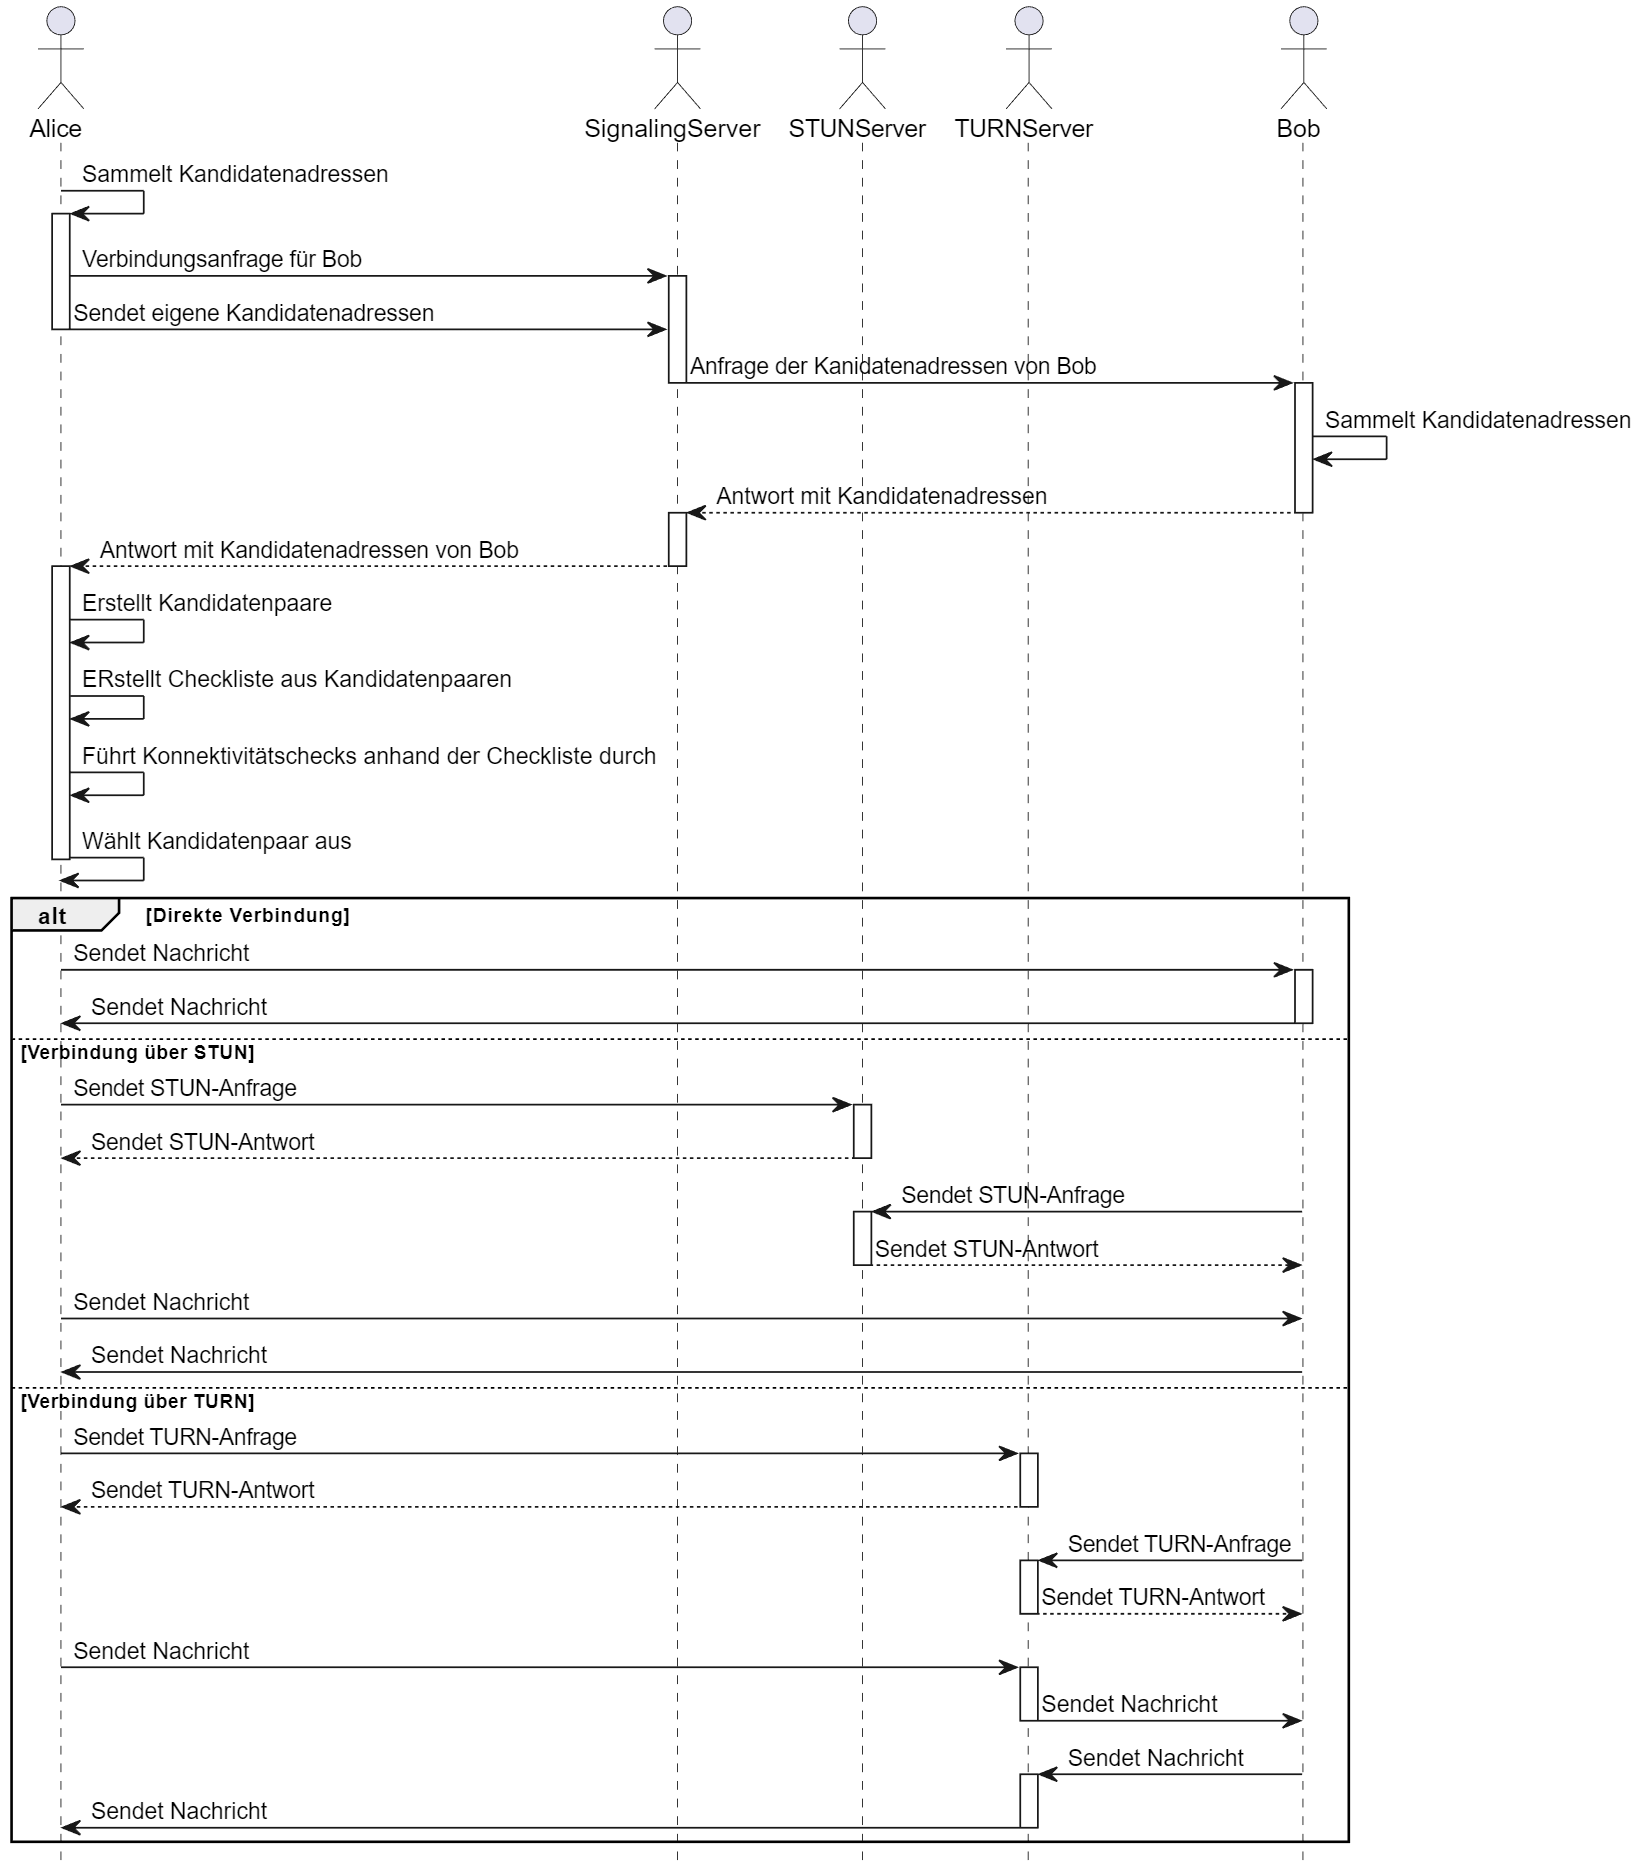 Alice
SignalingServer
STUNServer
TURNServer
Bob
Sammelt Kandidatenadressen
Verbindungsanfrage für Bob
Sendet eigene Kandidatenadressen
Anfrage der Kanidatenadressen von Bob
Sammelt Kandidatenadressen
Antwort mit Kandidatenadressen
Antwort mit Kandidatenadressen von Bob
Erstellt Kandidatenpaare
ERstellt Checkliste aus Kandidatenpaaren
Führt Konnektivitätschecks anhand der Checkliste durch
Wählt Kandidatenpaar aus
alt [Direkte Verbindung]
Sendet Nachricht
Sendet Nachricht
[Verbindung über STUN]
Sendet STUN-Anfrage
Sendet STUN-Antwort
Sendet STUN-Anfrage
Sendet STUN-Antwort
Sendet Nachricht
Sendet Nachricht
[Verbindung über TURN]
Sendet TURN-Anfrage
Sendet TURN-Antwort
Sendet TURN-Anfrage
Sendet TURN-Antwort
Sendet Nachricht
Sendet Nachricht
Sendet Nachricht
Sendet Nachricht